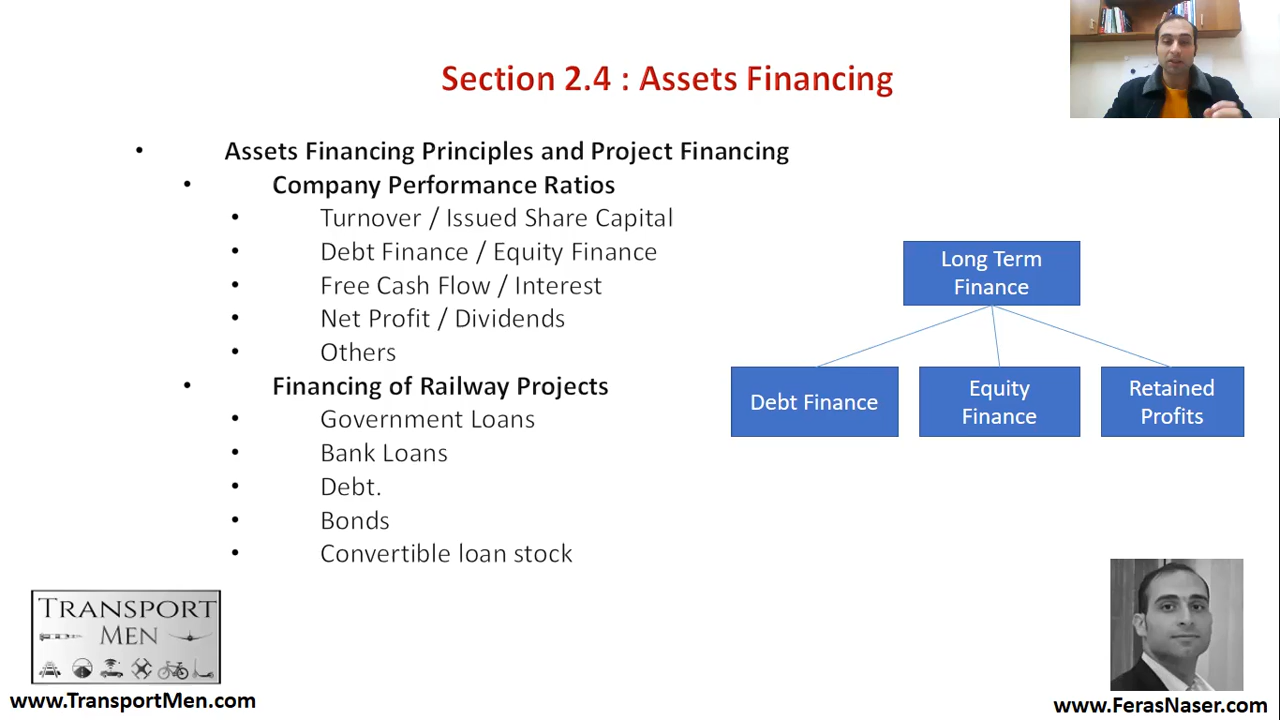 Section 2.4 : Assets Financing
• Assets Financing Principles and Project Financing
• Company Performance Ratios
• Turnover / Issued Share Capital
• Debt Finance / Equity Finance
• Free Cash Flow / Interest
• Net Profit / Dividends
• Others
• Financing of Railway Projects
• Government Loans
• Bank Loans
• Debt.
• Bonds
• Convertible loan stock
Long Term
Finance
Debt Finance
Equity
Finance
Retained
Profits
TRANSPORT
MEN
www.TransportMen.com
www.FerasNaser.com